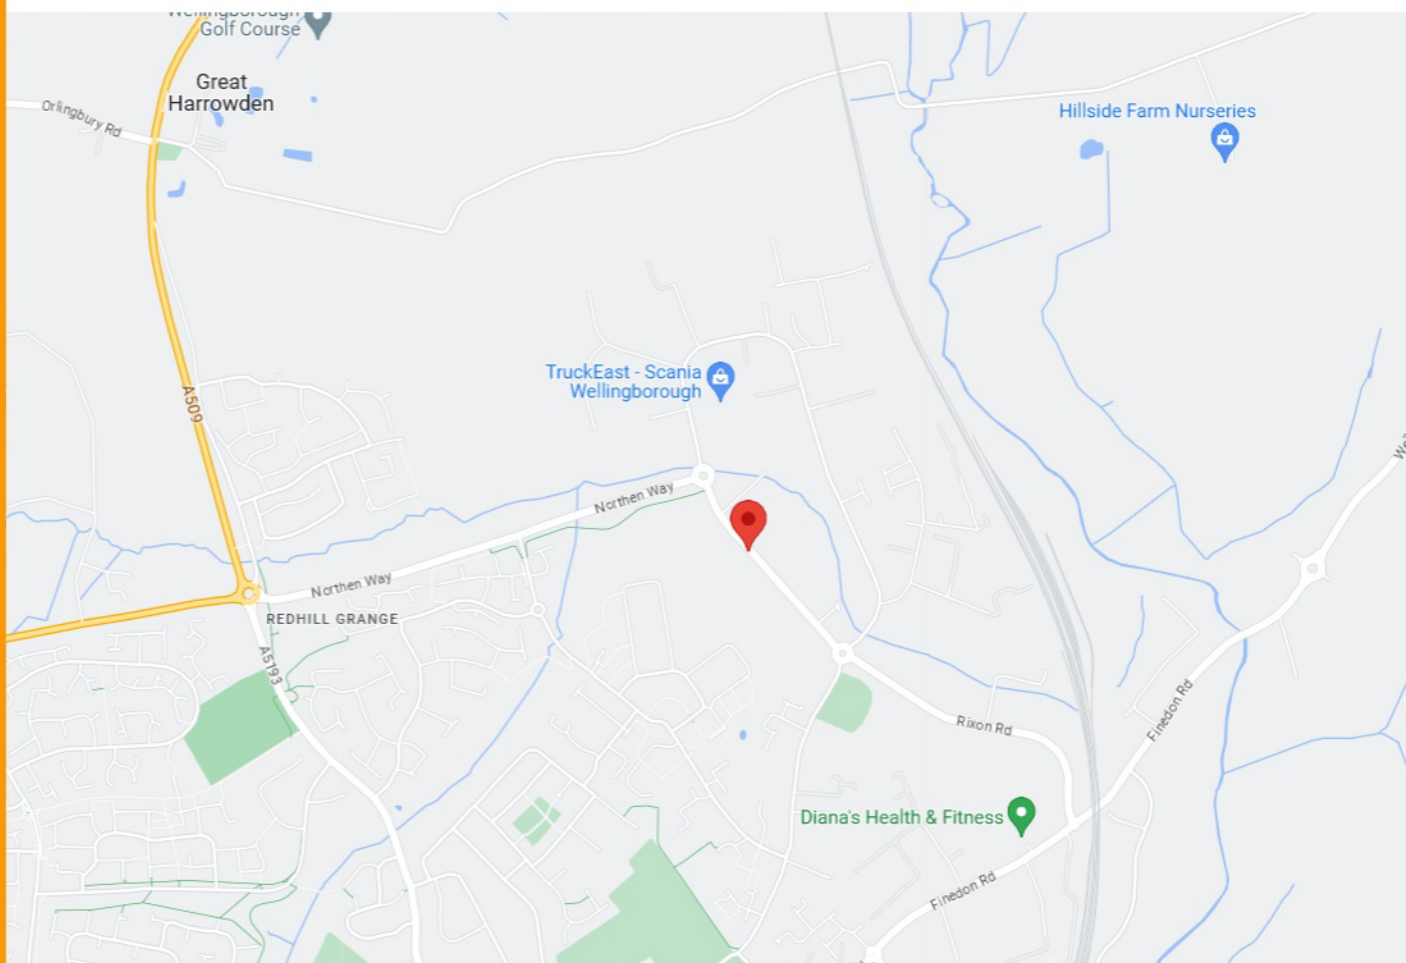 Wellingborough
Golf Course
Great
Harrowden
Orlingbury Rd
Hillside Farm Nurseries
TruckEast - Scania
Wellingborough
A509
Northen Way
Northen Way
REDHILL GRANGE
A5193
Rixon Rd
Finedon Rd
Diana's Health & Fitness
Finedon Rd